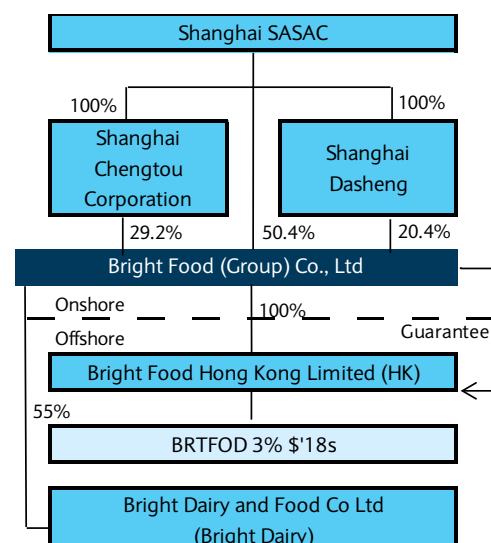 Shanghai SASAC
100%
100%
Shanghai
Chengtou
Corporation
Shanghai
Dasheng
29.2%
50.4%
20.4%
Bright Food (Group) Co., Ltd
Onshore
100%
Guarantee
Offshore
Bright Food Hong Kong Limited (HK)
55%
BRTFOD 3% $'18s
Bright Dairy and Food Co Ltd
(Bright Dairy)